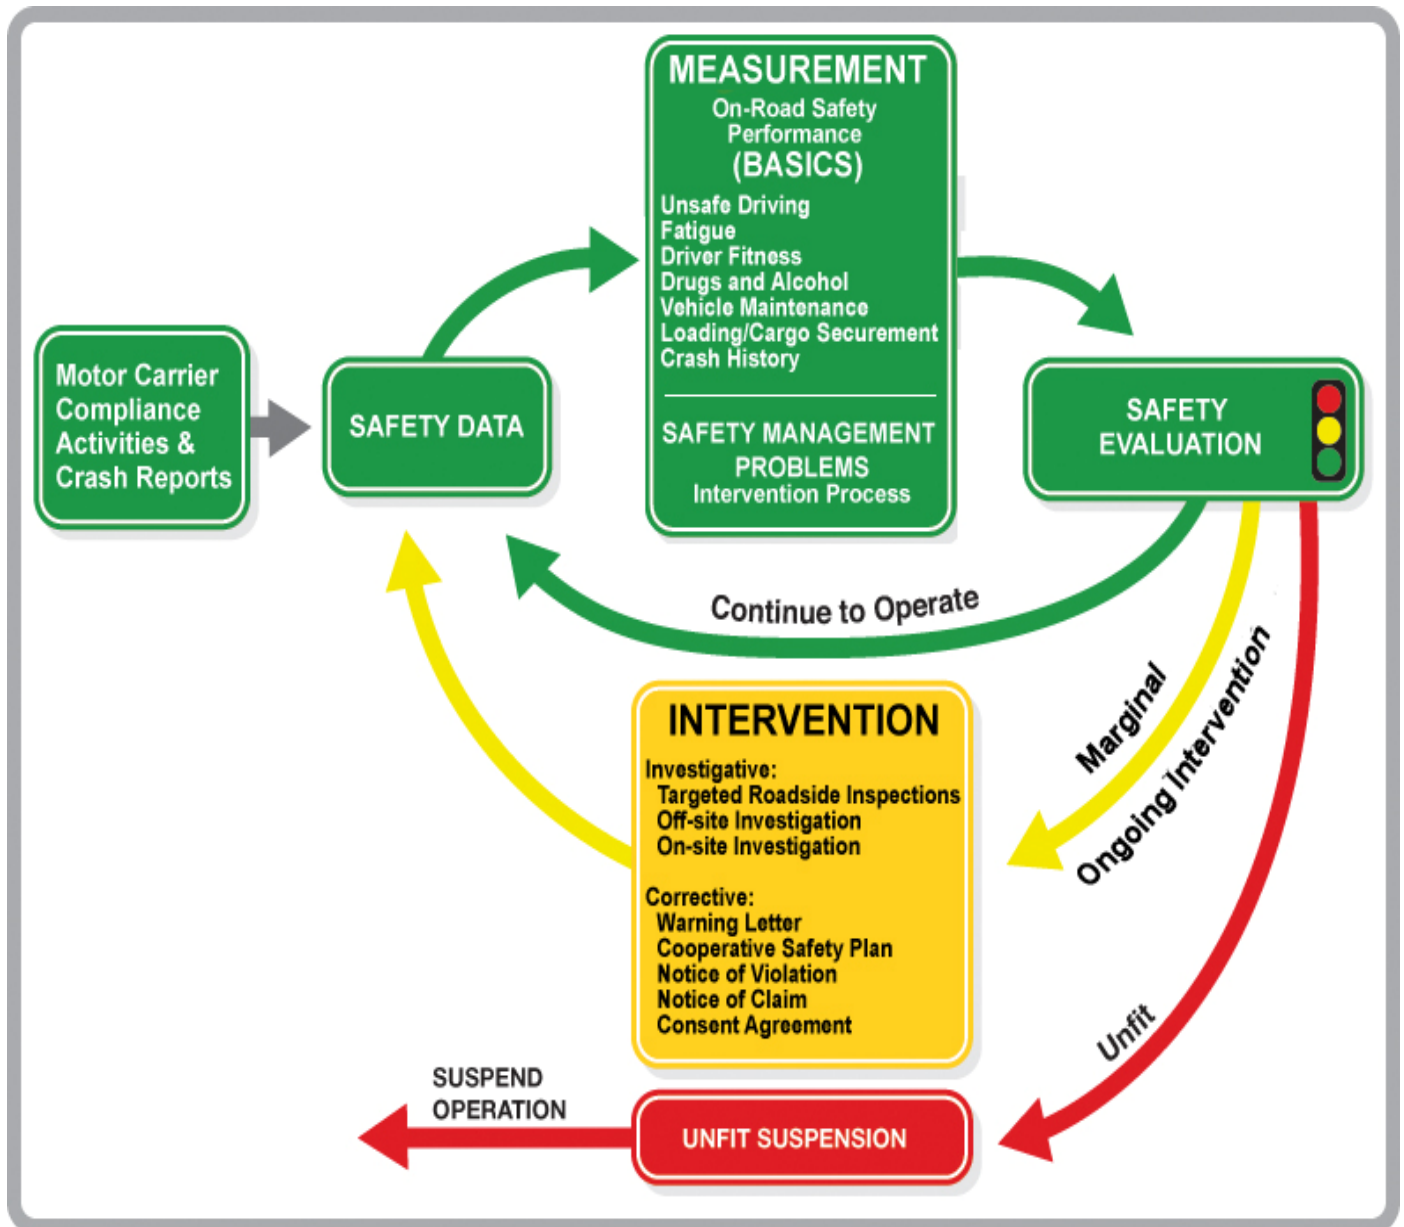 MEASUREMENT
On-Road Safety
Performance
(BASICS)
Unsafe Driving
Fatigue
Driver Fitness
Drugs and Alcohol
Vehicle Maintenance
Loading/Cargo Securement
Crash History
SAFETY MANAGEMENT
PROBLEMS
Intervention Process
Motor Carrier
Compliance
Activities &
Crash Reports
SAFETY DATA
SAFETY
EVALUATION
Continue to Operate
Marginal
Ongoing Intervention
Unfit
INTERVENTION
Investigative:
Targeted Roadside Inspections
Off-site Investigation
On-site Investigation
Corrective:
Warning Letter
Cooperative Safety Plan
Notice of Violation
Notice of Claim
Consent Agreement
SUSPEND
OPERATION
UNFIT SUSPENSION